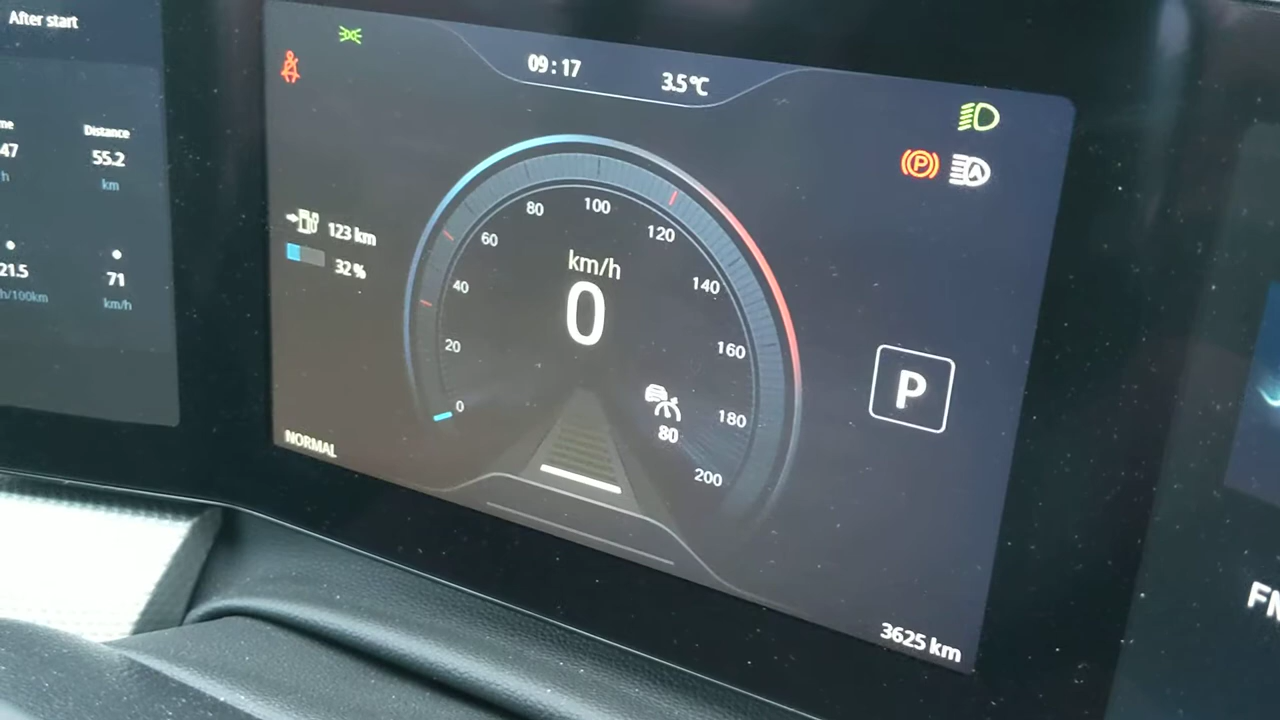 After start
Distance
47
55.2
h
km
21.5
71
h/100km
km/h
09:17
3.5°C
123 km
32 %
km/h
0
0
20
40
60
80
100
120
140
160
180
200
80
P
A
P
NORMAL
3625 km